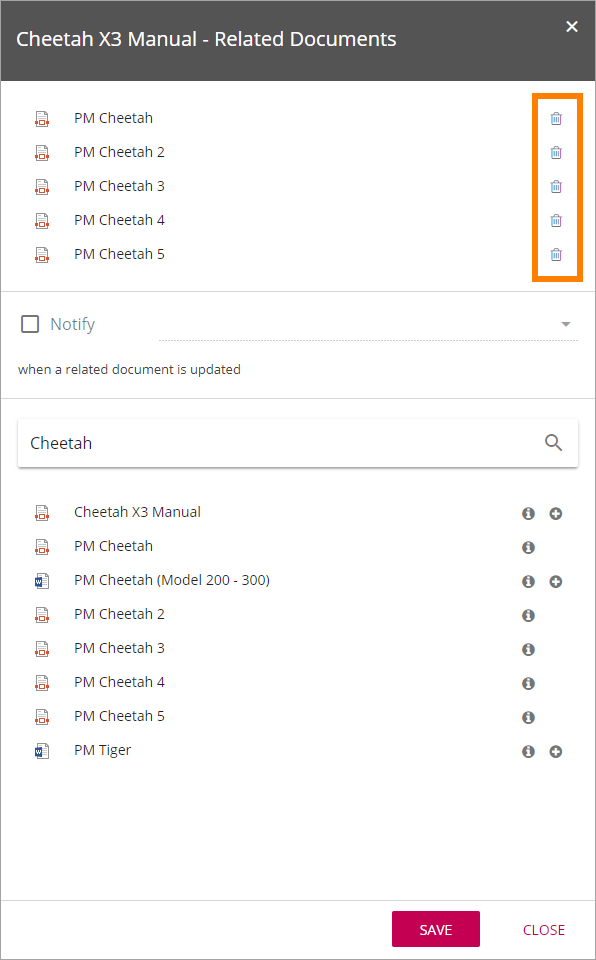 Cheetah X3 Manual - Related Documents
PM Cheetah
PM Cheetah 2
PM Cheetah 3
PM Cheetah 4
PM Cheetah 5
Notify
when a related document is updated
Cheetah
Cheetah X3 Manual
PM Cheetah
PM Cheetah (Model 200 - 300)
PM Cheetah 2
PM Cheetah 3
PM Cheetah 4
PM Cheetah 5
PM Tiger
SAVE CLOSE